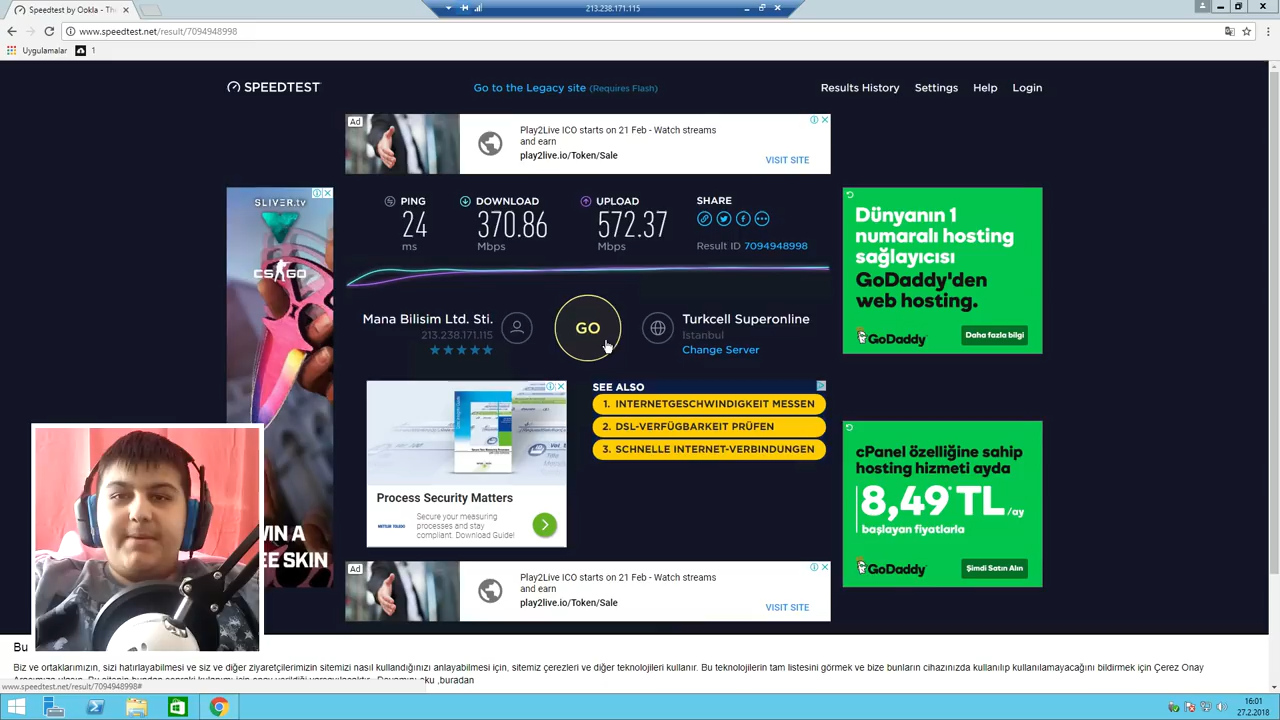 Speedtest by Ookla - The
213.238.171.115
www.speedtest.net/result/7094948998
Uygulamalar
1
SPEEDTEST
Go to the Legacy site (Requires Flash)
Results History
Settings
Help
Login
Ad
Play2Live ICO starts on 21 Feb - Watch streams
and earn
play2live.io/Token/Sale
VISIT SITE
SLIVER.tv
CS GO
PING
24
ms
DOWNLOAD
370.86
Mbps
UPLOAD
572.37
Mbps
SHARE
Result ID 7094948998
Dünyanın 1
numaralı hosting
sağlayıcısı
GoDaddy'den
web hosting.
GoDaddy
Daha fazla bilgi
Mana Bilisim Ltd. Sti.
213.238.171.115
GO
Turkcell Superonline
Istanbul
Change Server
SEE ALSO
1. INTERNETGESCHWINDIGKEIT MESSEN
2. DSL-VERFÜGBARKEIT PRÜFEN
3. SCHNELLE INTERNET-VERBINDUNGEN
Process Security Matters
METTLER TOLEDO
Secure your measuring
processes and stay
compliant. Download Guide!
cPanel özelliğine sahip
hosting hizmeti ayda
8,49* TL /ay
başlayan fiyatlarla
GoDaddy
Şimdi Satın Alın
Ad
Play2Live ICO starts on 21 Feb - Watch streams
and earn
play2live.io/Token/Sale
VISIT SITE
Bu
Biz ve ortaklarımızın, sizi hatırlayabilmesi ve siz ve diğer ziyaretçilerimizin sitemizi nasıl kullandığınızı anlayabilmesi için, sitemiz çerezleri ve diğer teknolojileri kullanır. Bu teknolojilerin tam listesini görmek ve bize bunların cihazınızda kullanılıp kullanılamayacağını bildirmek için Çerez Onay
www.speedtest.net/result/7094948998#
buradan
16:01
27.2.2018